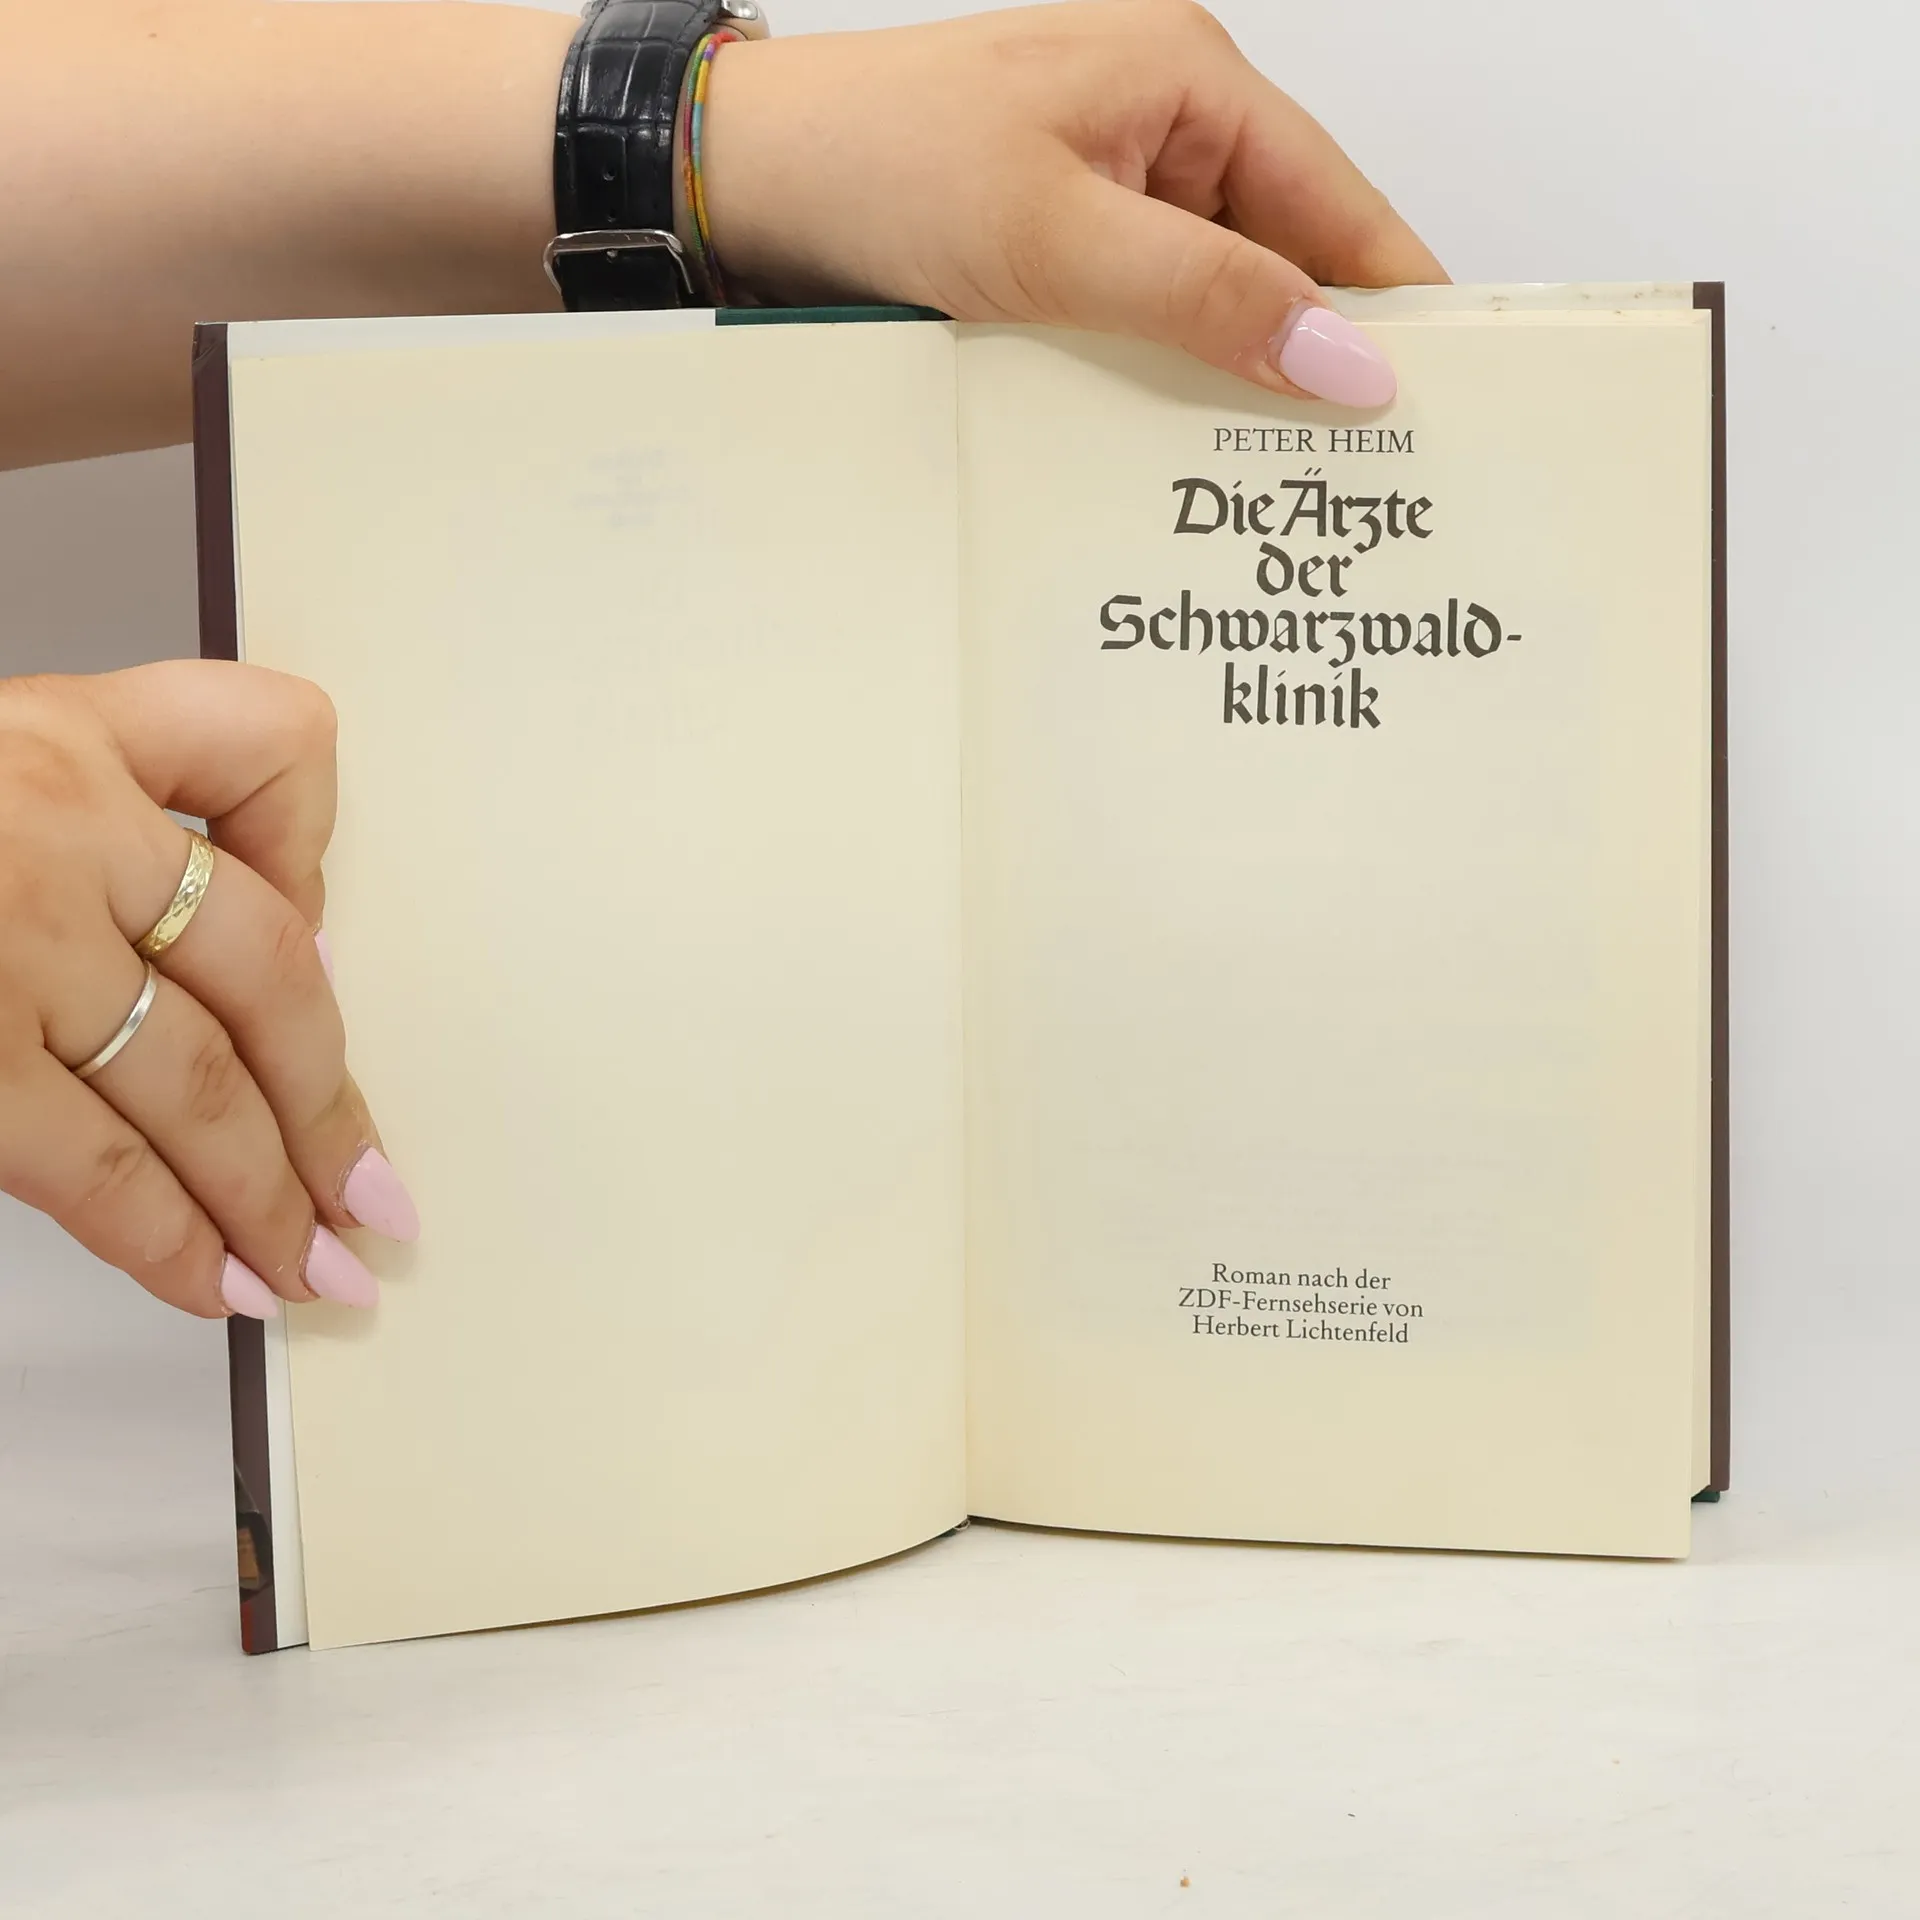 PETER HEIM
Die Ärzte
der
Schwarzwald-
klinik
Roman nach der
ZDF-Fernsehserie von
Herbert Lichtenfeld